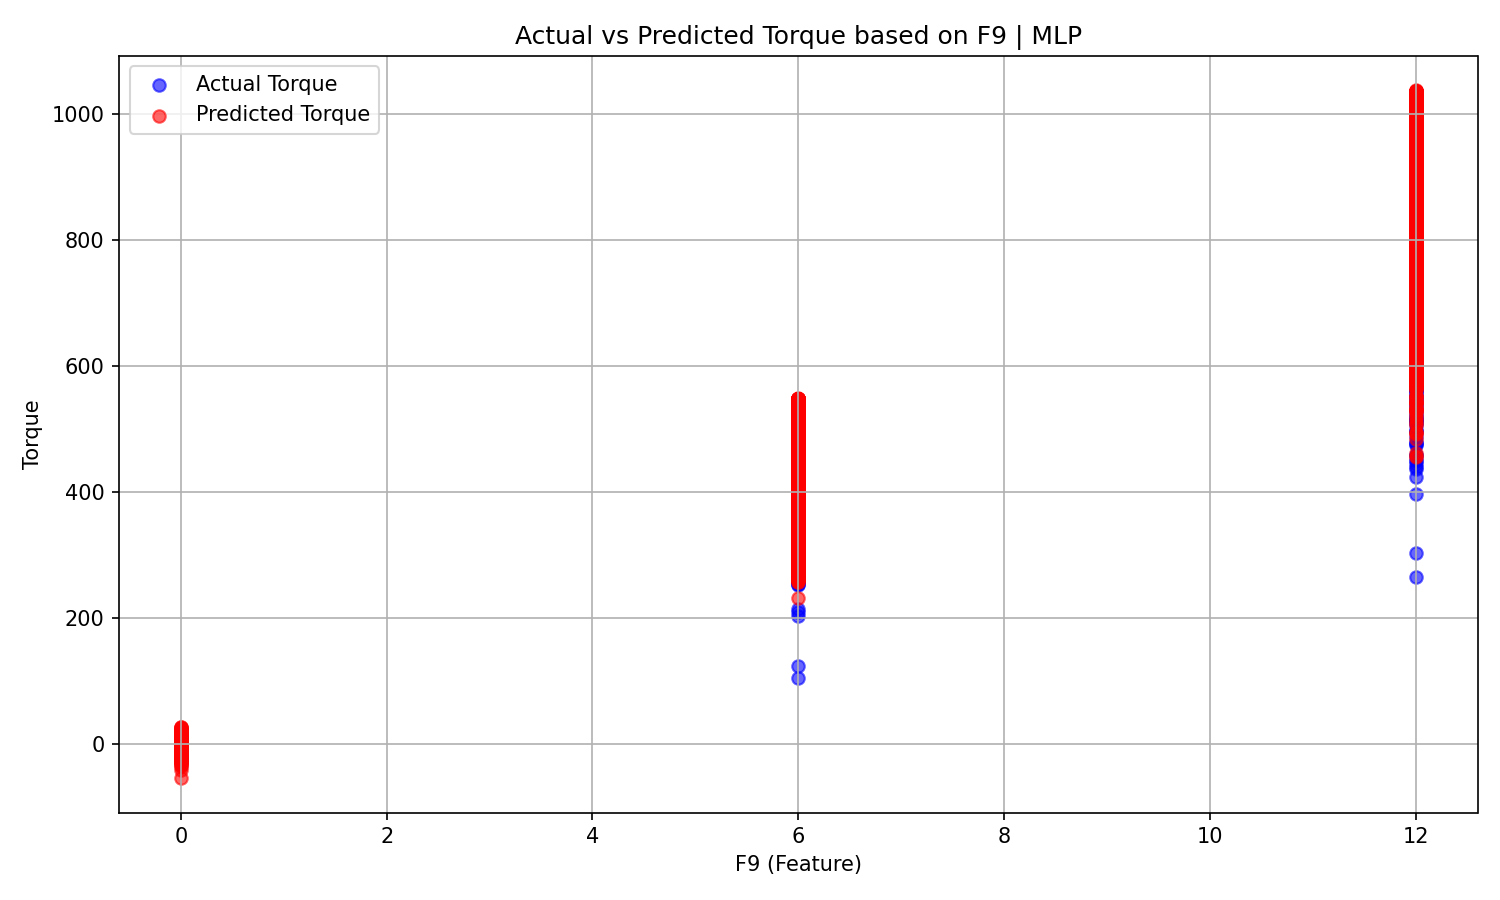 Actual vs Predicted Torque based on F9 | MLP
Actual Torque
Predicted Torque
1000
800
600
400
200
0
Torque
0 2 4 6 8 10 12
F9 (Feature)